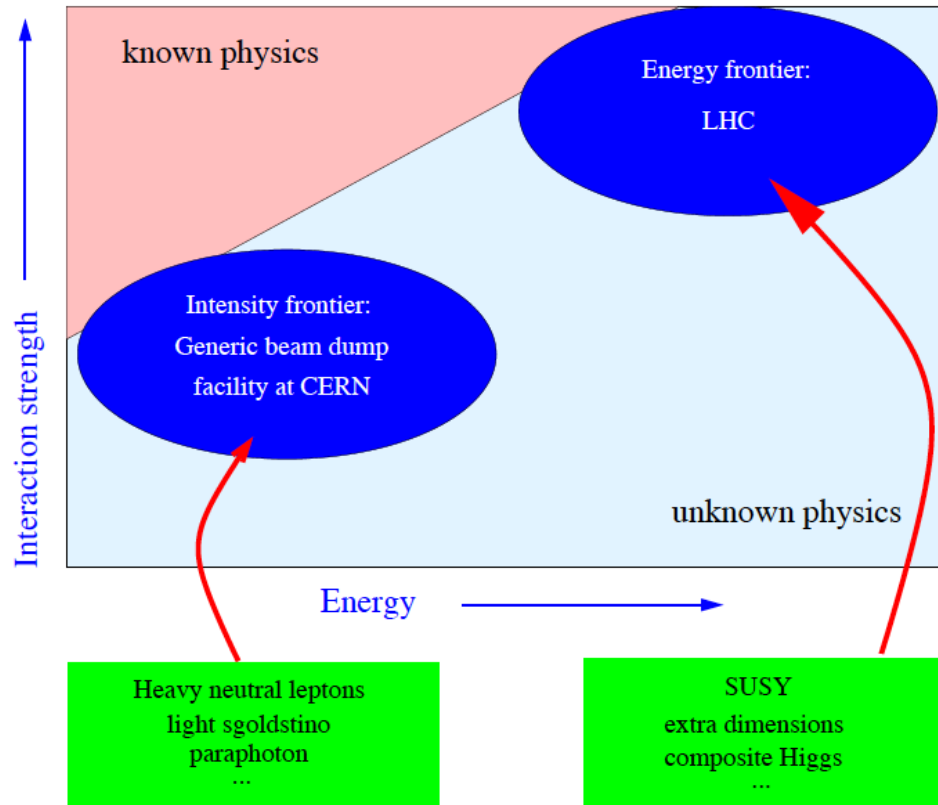 known physics
Energy frontier:
LHC
Intensity frontier:
Generic beam dump
facility at CERN
unknown physics
Interaction strength
Energy
Heavy neutral leptons
light sgoldstino
paraphoton
...
SUSY
extra dimensions
composite Higgs
...